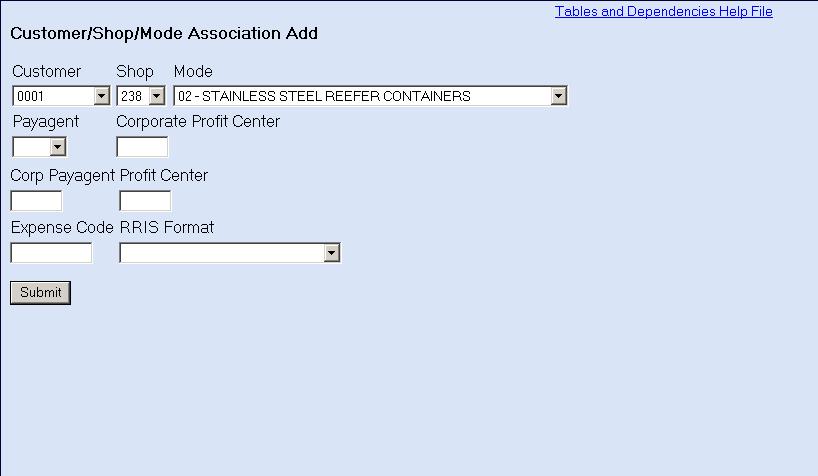 Tables and Dependencies Help File
Customer/Shop/Mode Association Add
Customer Shop Mode
0001 238 02 - STAINLESS STEEL REEFER CONTAINERS
Payagent Corporate Profit Center
Corp Payagent Profit Center
Expense Code RRIS Format
Submit